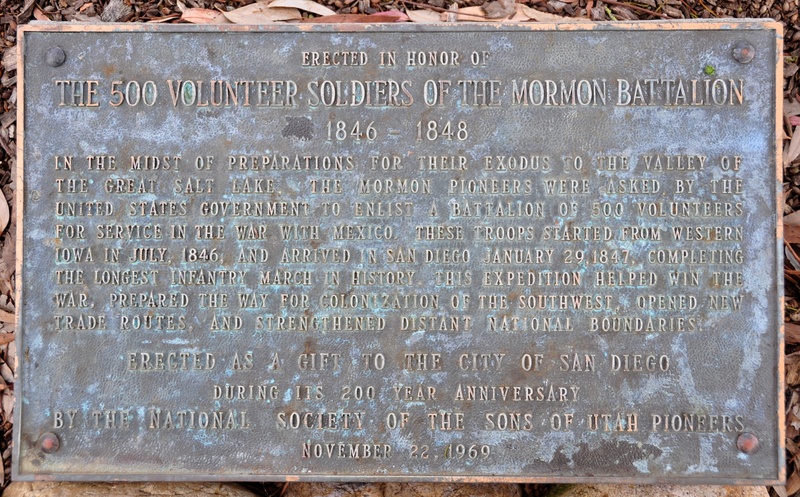 ERECTED IN HONOR OF
THE 500 VOLUNTEER SOLDIERS OF THE MORMON BATTALION
1846 – 1848
IN THE MIDST OF PREPARATIONS FOR THEIR EXODUS TO THE VALLEY OF
THE GREAT SALT LAKE. THE MORMON PIONEERS WERE ASKED BY THE
UNITED STATES GOVERNMENT TO ENLIST A BATTALION OF 500 VOLUNTEERS
FOR SERVICE IN THE WAR WITH MEXICO. THESE TROOPS STARTED FROM WESTERN
IOWA IN JULY, 1846, AND ARRIVED IN SAN DIEGO JANUARY 29,1847, COMPLETING
THE LONGEST INFANTRY MARCH IN HISTORY. THIS EXPEDITION HELPED WIN THE
WAR, PREPARED THE WAY FOR COLONIZATION OF THE SOUTHWEST, OPENED NEW
TRADE ROUTES, AND STRENGTHENED DISTANT NATIONAL BOUNDARIES.
ERECTED AS A GIFT TO THE CITY OF SAN DIEGO
DURING ITS 200 YEAR ANNIVERSARY
BY THE NATIONAL SOCIETY OF THE SONS OF UTAH PIONEERS
NOVEMBER 22, 1969